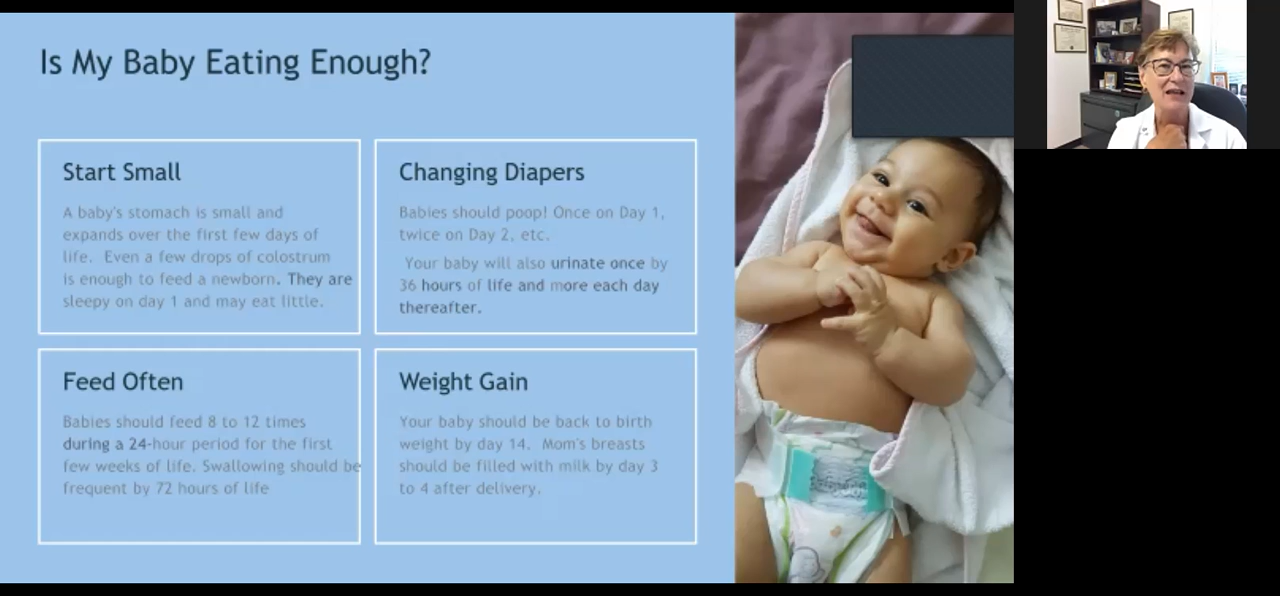 Is My Baby Eating Enough?
Start Small
A baby's stomach is small and
expands over the first few days of
life. Even a few drops of colostrum
is enough to feed a newborn. They are
sleepy on day 1 and may eat little.
Changing Diapers
Babies should poop! Once on Day 1,
twice on Day 2, etc.
Your baby will also urinate once by
36 hours of life and more each day
thereafter.
Feed Often
Babies should feed 8 to 12 times
during a 24-hour period for the first
few weeks of life. Swallowing should be
frequent by 72 hours of life
Weight Gain
Your baby should be back to birth
weight by day 14. Mom's breasts
should be filled with milk by day 3
to 4 after delivery.